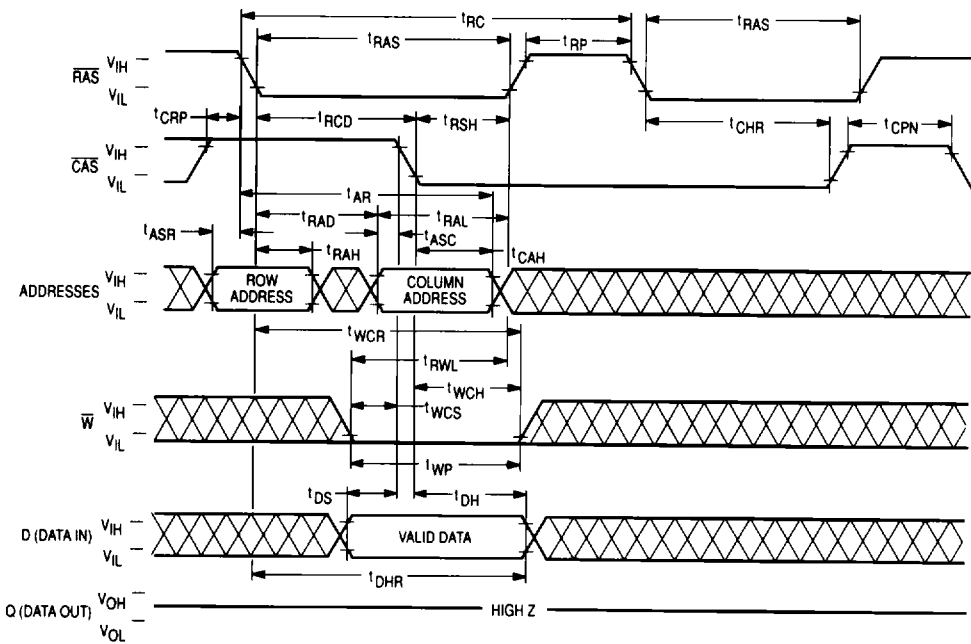 tRC
tRAS tRP tRAS
RAS VIH
VIL
tCRP tRCD tRSH tCHR tCPN
CAS VIH
VIL
tAR
tRAD tRAL
tASR tASC
tRAH tCAH
ADDRESSES VIH
VIL
ROW ADDRESS
COLUMN ADDRESS
tWCR
tRWL
tWCH
tWCS
W VIH
VIL
tWP
tDS tDH
D (DATA IN) VIH
VIL
VALID DATA
tDHR
Q (DATA OUT) VOH
VOL
HIGH Z